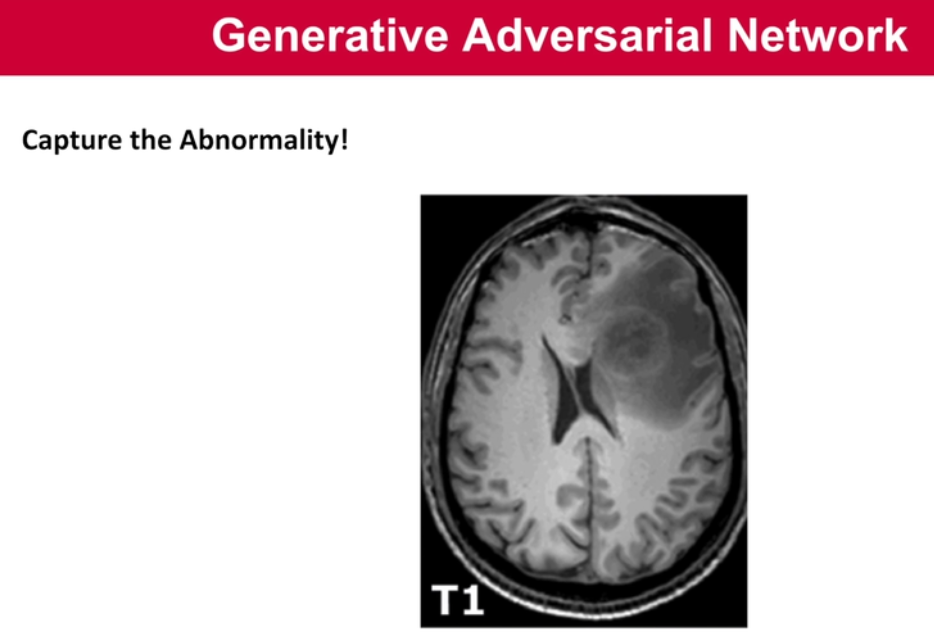 Generative Adversarial Network
Capture the Abnormality!
T1